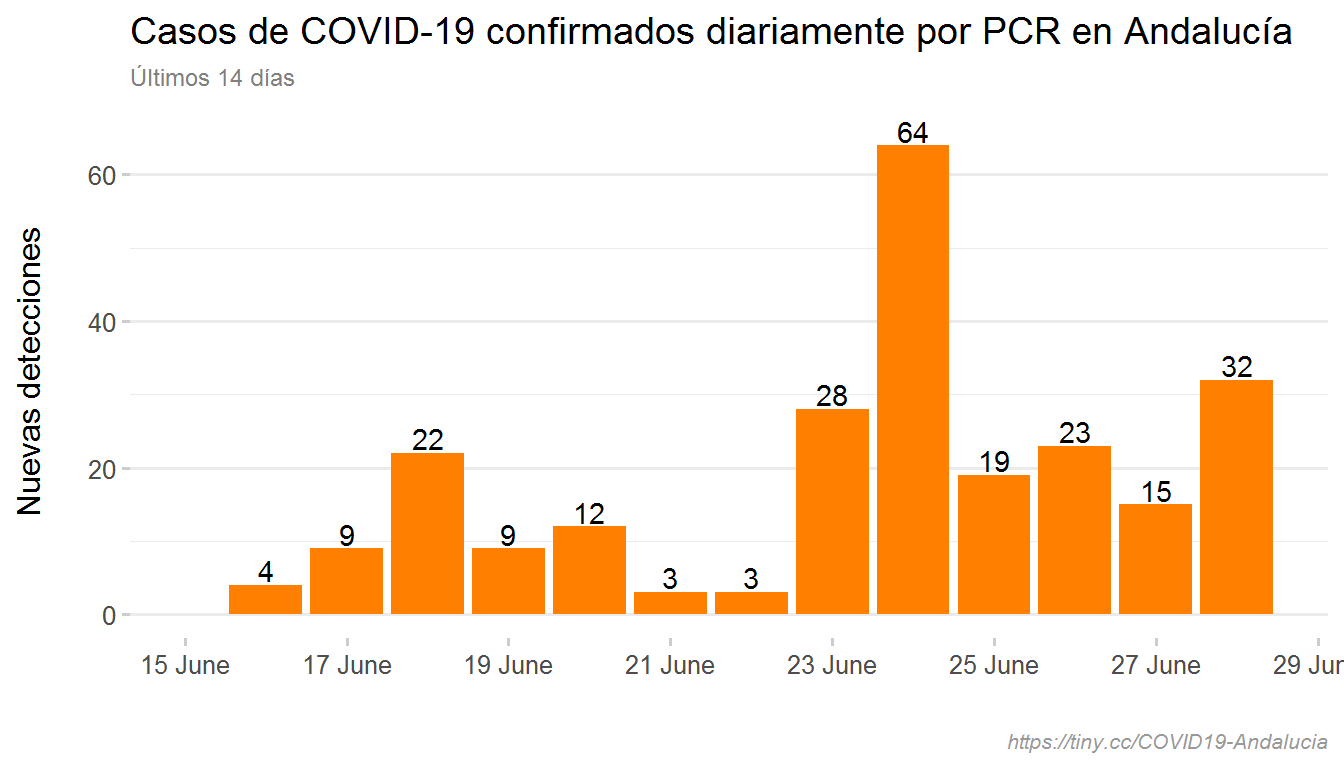 Casos de COVID-19 confirmados diariamente por PCR en Andalucía
Últimos 14 días
Nuevas detecciones
60
40
20
0
4
9
22
9
12
3
3
28
64
19
23
15
32
15 June
17 June
19 June
21 June
23 June
25 June
27 June
29 Jun
https://tiny.cc/COVID19-Andalucia